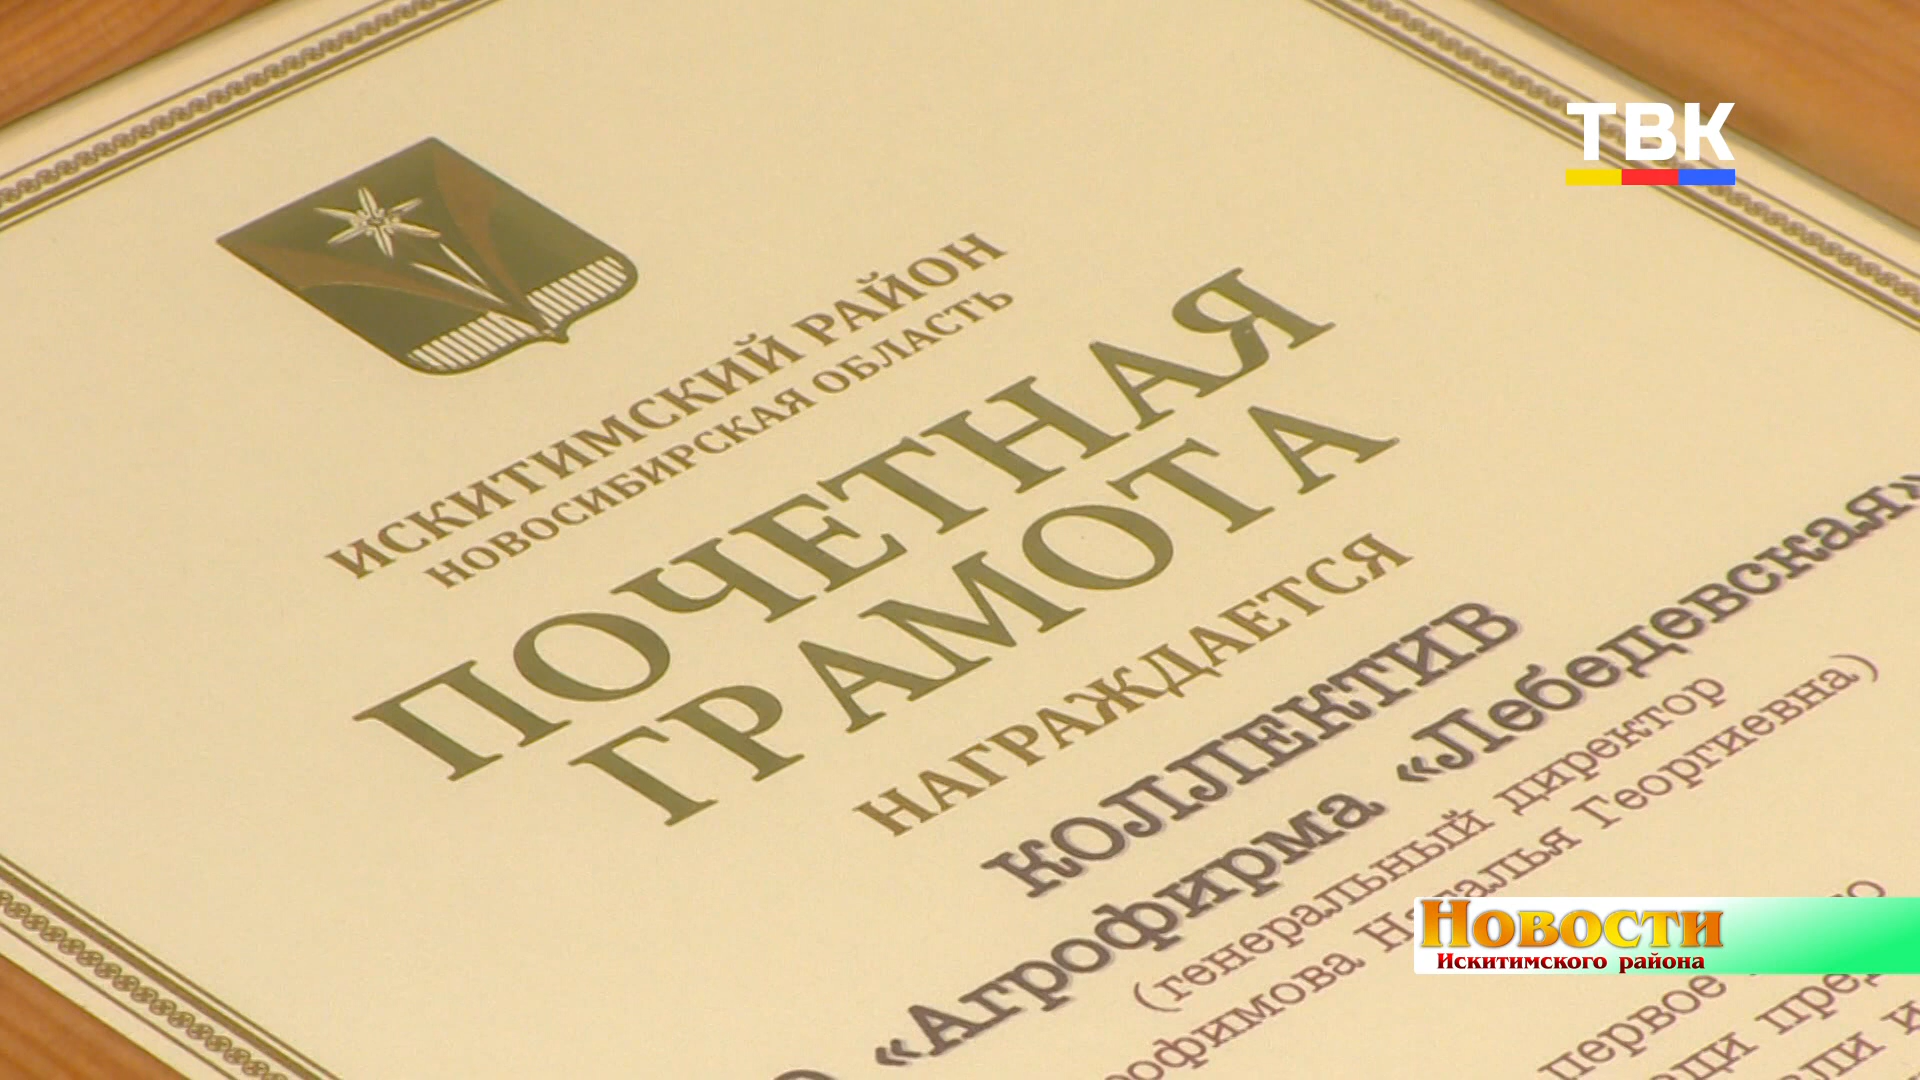 ТВК
ИСКИТИМСКИЙ РАЙОН
НОВОСИБИРСКАЯ ОБЛАСТЬ
ПОЧЕТНАЯ
ГРАМОТА
НАГРАЖДАЕТСЯ
КОЛЛЕКТИВ
«Агрофирма «Лебедевская»
(генеральный директор
Наталья Георгиевна)
первое
Новости
Искитимского района